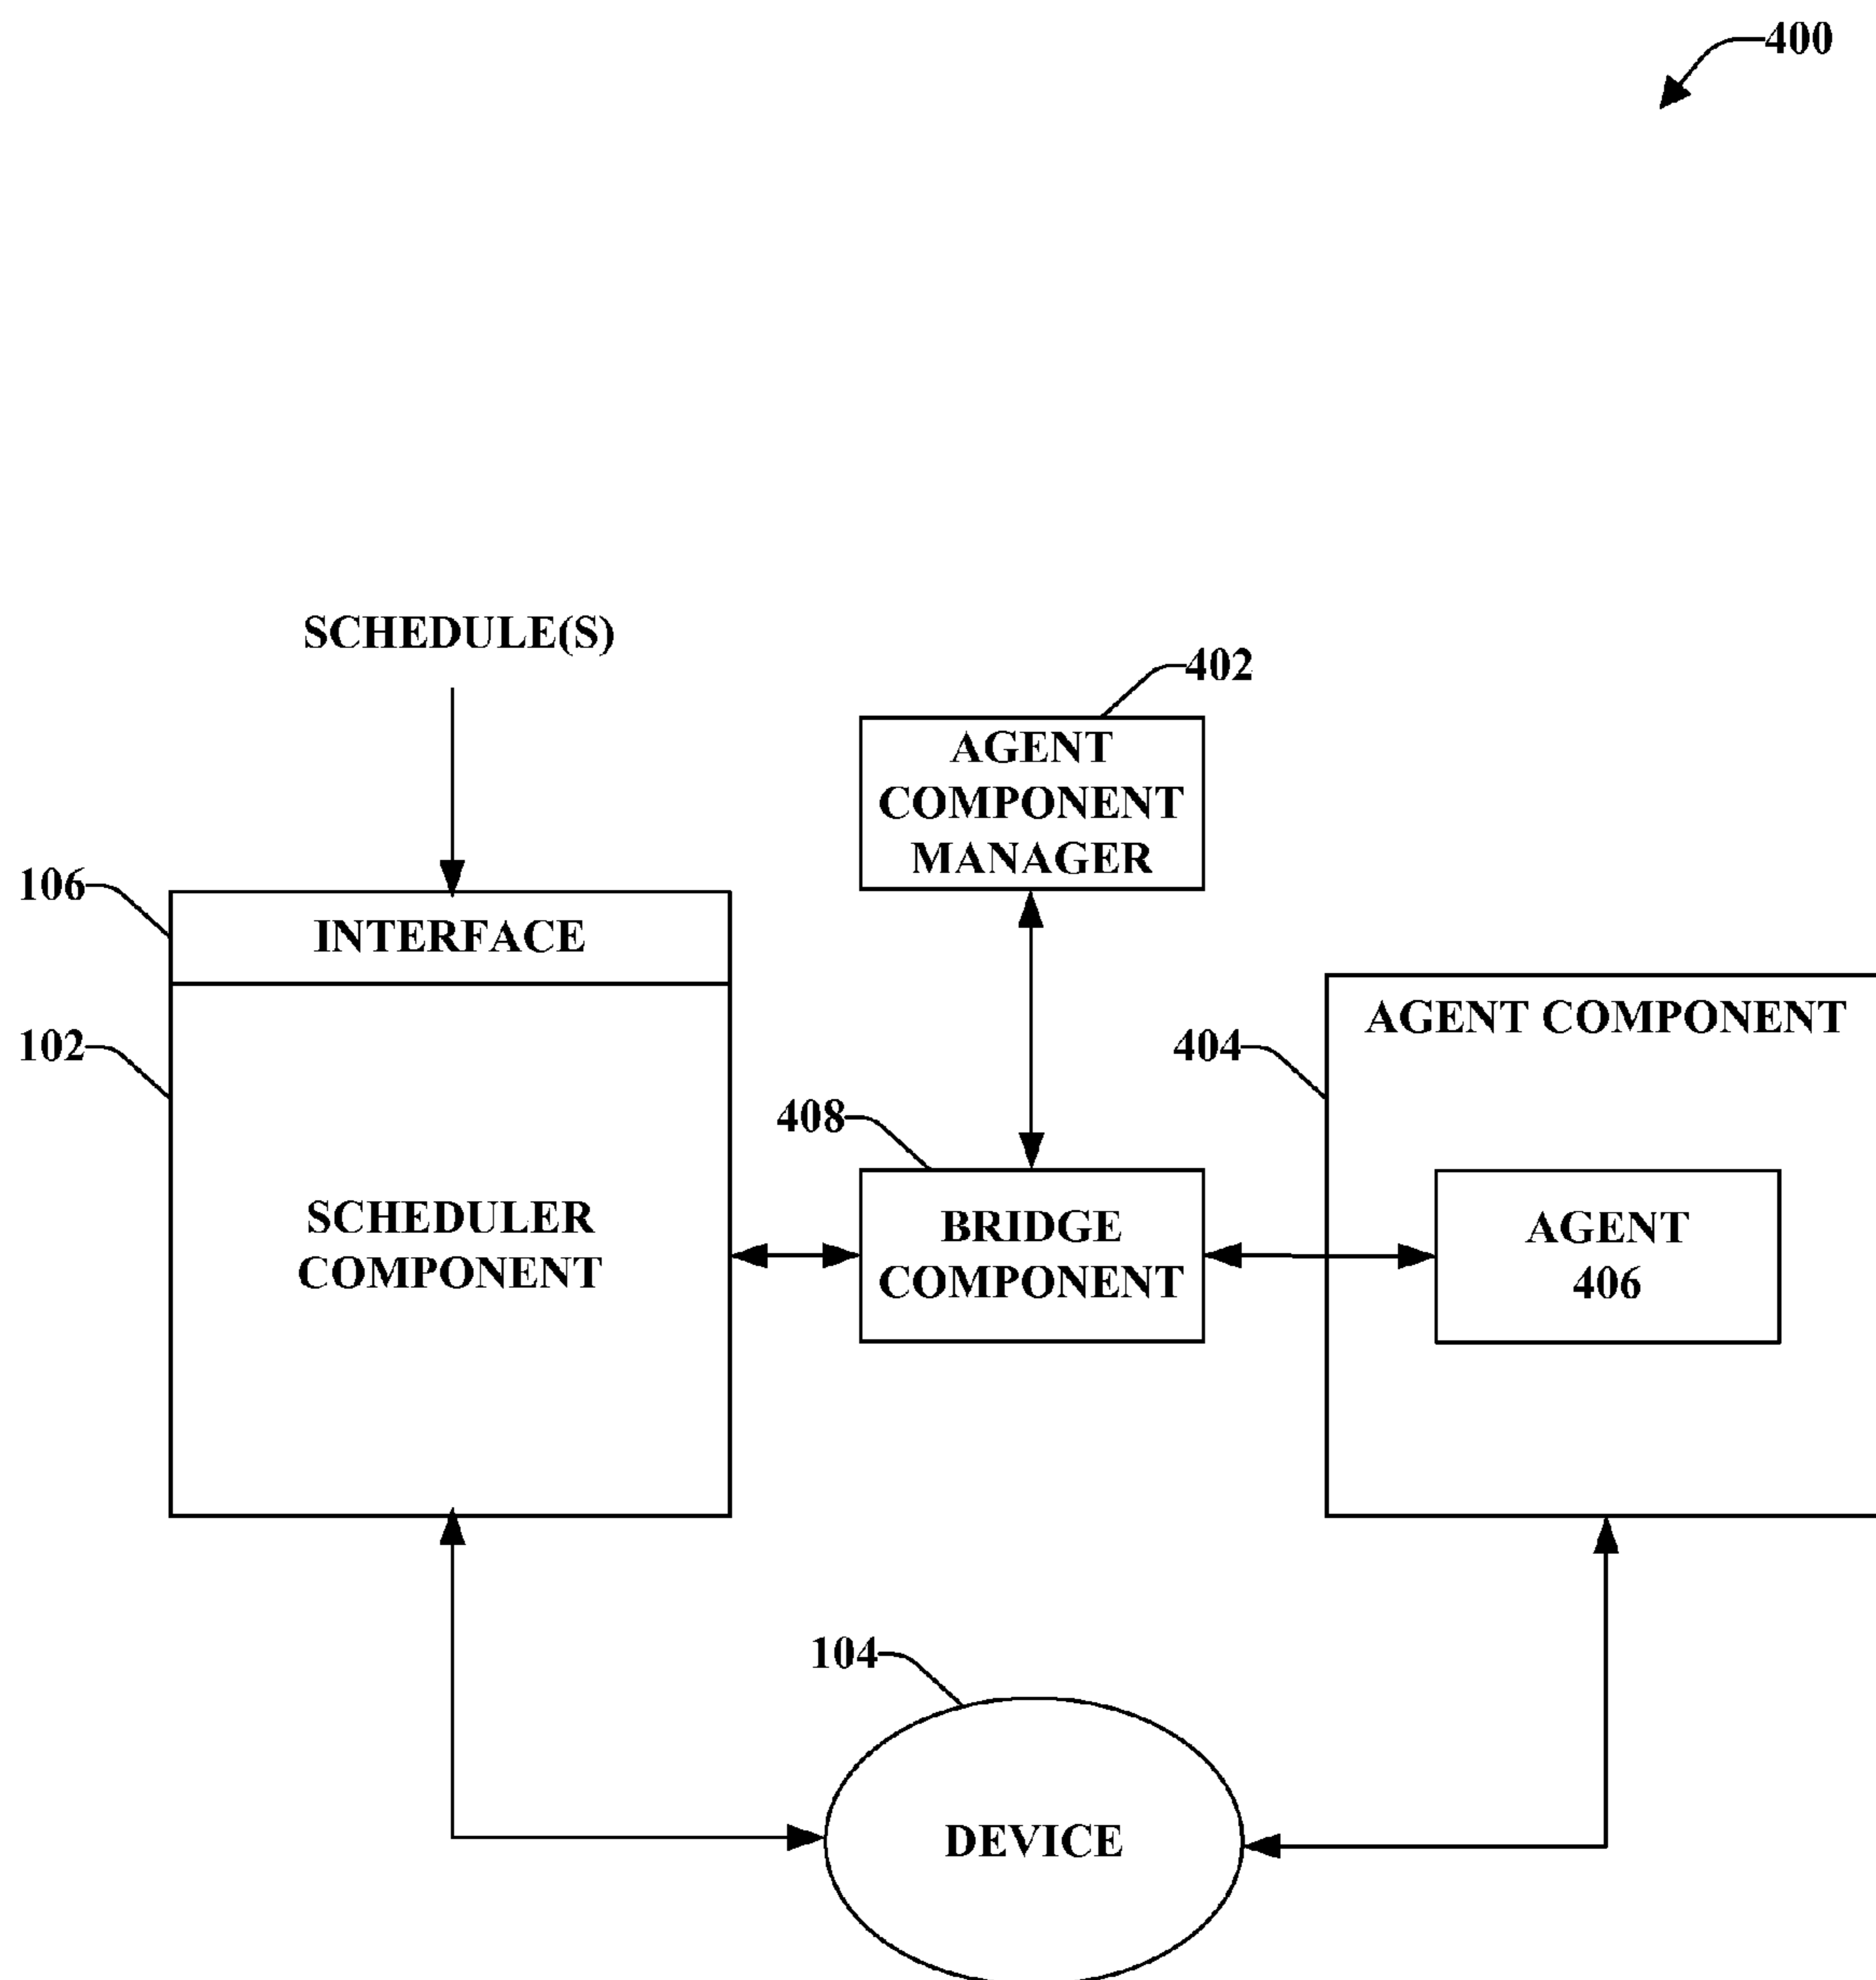 400
SCHEDULE(S)
402
AGENT
COMPONENT
MANAGER
106
INTERFACE
102
404
AGENT COMPONENT
408
SCHEDULER
COMPONENT
BRIDGE
COMPONENT
AGENT
406
104
DEVICE